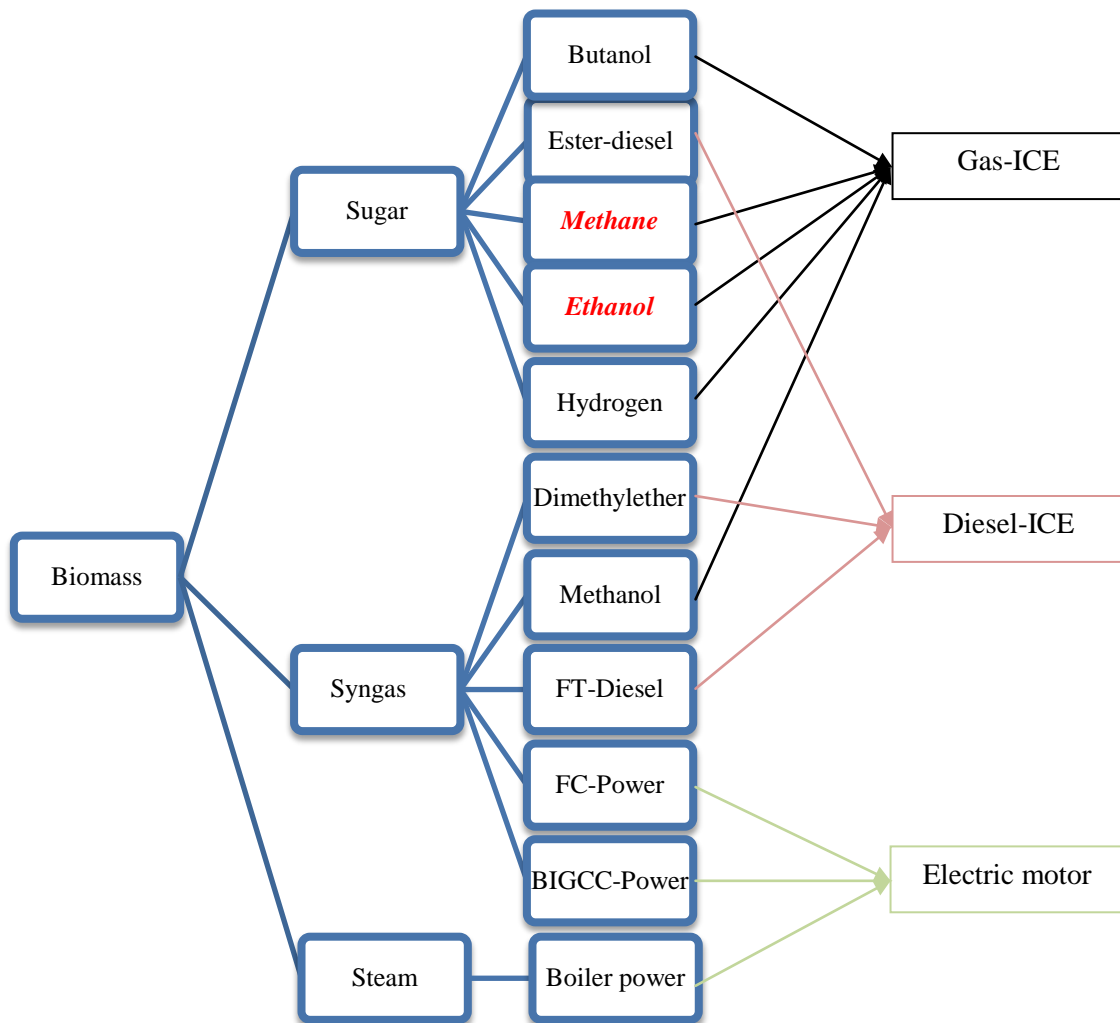 Butanol
Ester-diesel
Gas-ICE
Sugar
Methane
Ethanol
Hydrogen
Dimethylether
Diesel-ICE
Biomass
Methanol
Syngas
FT-Diesel
FC-Power
BIGCC-Power
Electric motor
Steam
Boiler power